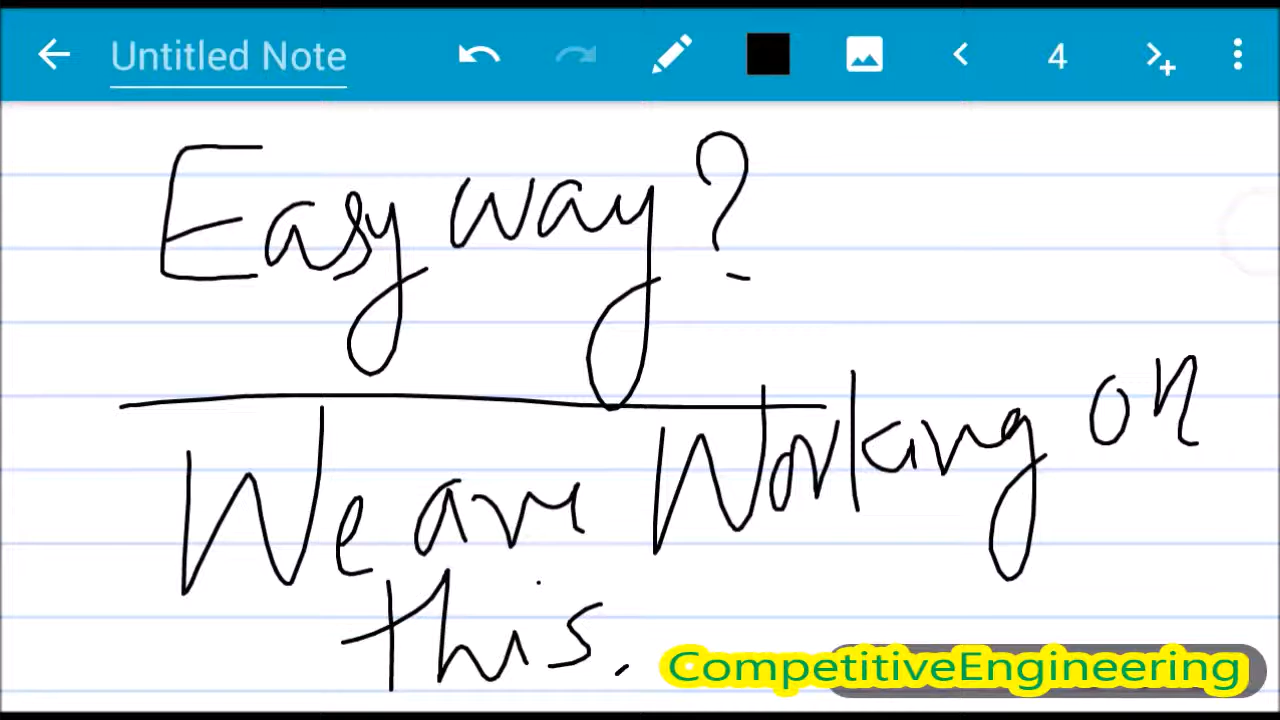 Untitled Note
4
Easy way?
We are Working on
this.
CompetitiveEngineering